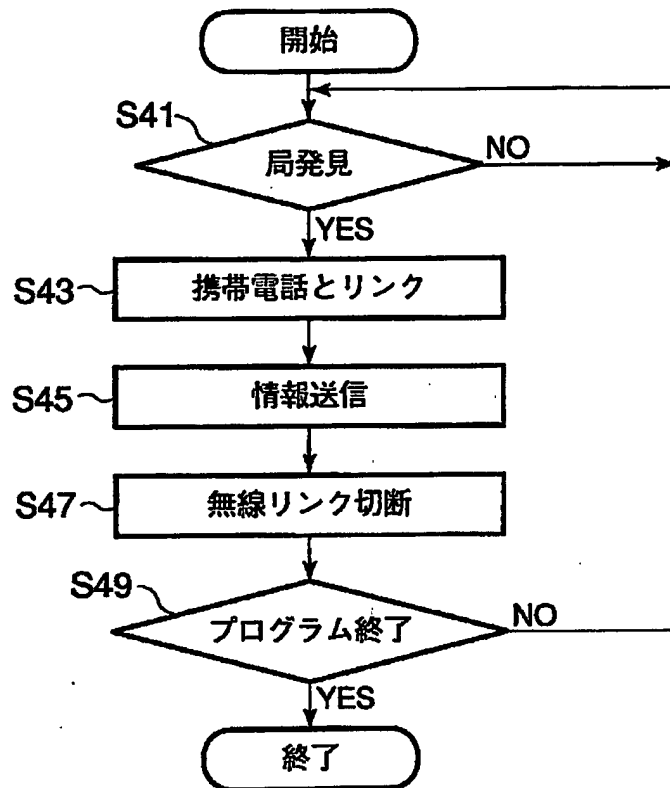 開始
S41
局発見
NO
YES
S43
携帯電話とリンク
S45
情報送信
S47
無線リンク切断
S49
プログラム終了
NO
YES
終了